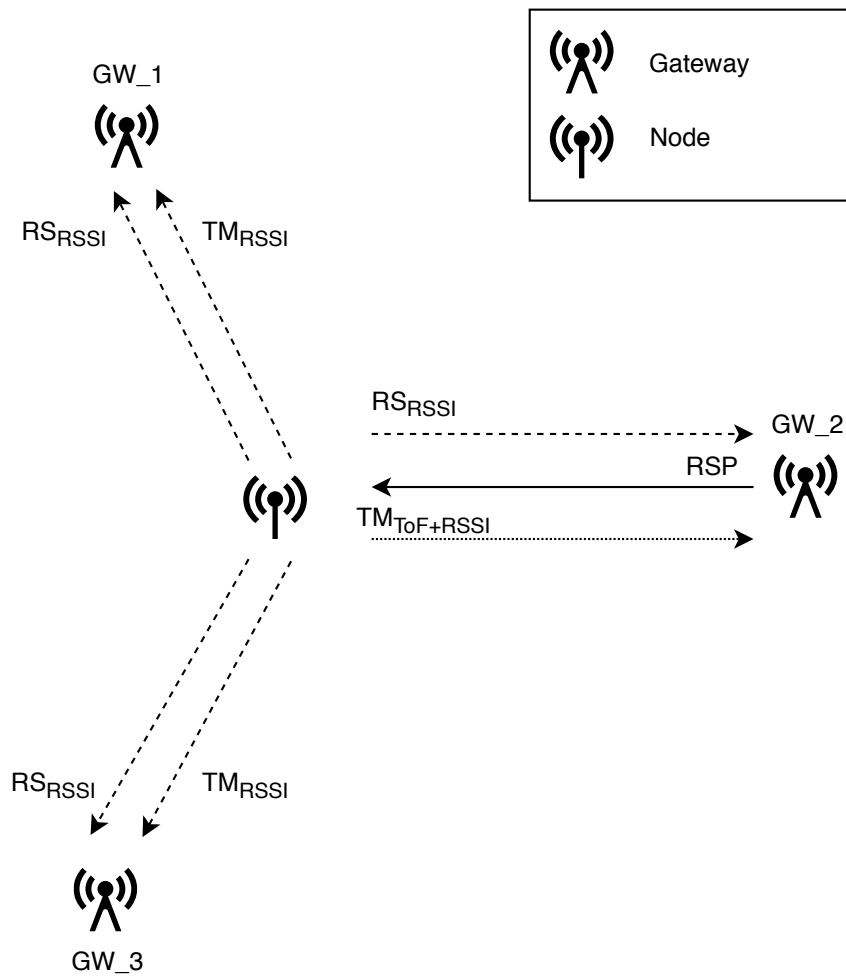 Gateway
GW_1
Node
RSRSSI
TMRSSI
RSRSSI
GW_2
RSP
TMToF+RSSI
RSRSSI
TMRSSI
GW_3